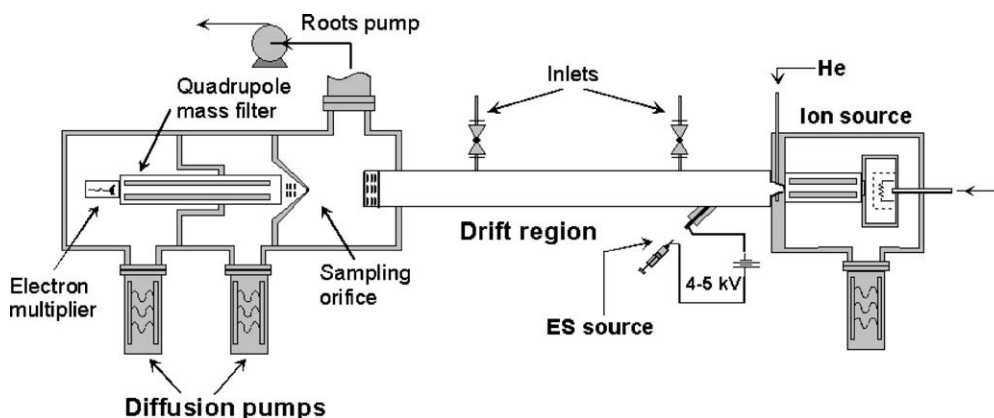 Roots pump
Quadrupole
mass filter
Inlets
He
Ion source
Drift region
Electron
multiplier
Sampling
orifice
4-5 kV
ES source
Diffusion pumps